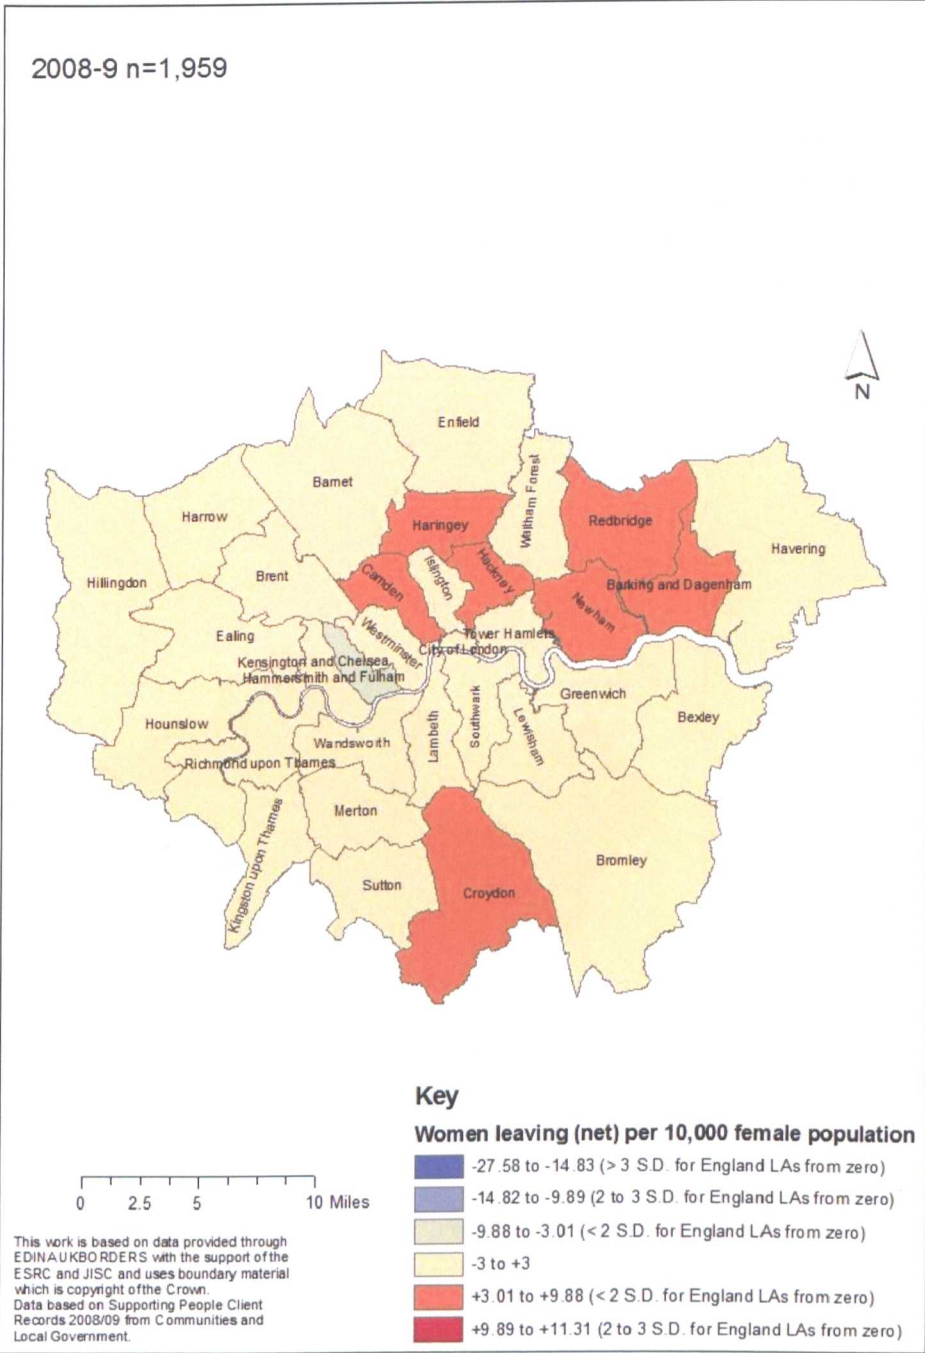 2008-9 n=1,959
N
Enfield
Barnet
Waltham Forest
Harrow
Haringey
Redbridge
Havering
Hillingdon
Brent
Camden
Islington
Hackney
Barking and Dagenham
Newham
Ealing
Westminster
Tower Hamlets
City of London
Kensington and Chelsea
Hammersmith and Fulham
Greenwich
Hounslow
Wandsworth
Lambeth
Southwark
Lewisham
Bexley
Richmond upon Thames
Merton
Kingston upon Thames
Sutton
Croydon
Bromley
Key
Women leaving (net) per 10,000 female population
-27.58 to -14.83 (> 3 S.D. for England LAs from zero)
-14.82 to -9.89 (2 to 3 S.D. for England LAs from zero)
-9.88 to -3.01 (< 2 S.D. for England LAs from zero)
-3 to +3
+3.01 to +9.88 (< 2 S.D. for England LAs from zero)
+9.89 to +11.31 (2 to 3 S.D. for England LAs from zero)
0 2.5 5 10 Miles
This work is based on data provided through
EDINAUKBORDERS with the support of the
ESRC and JISC and uses boundary material
which is copyright of the Crown.
Data based on Supporting People Client
Records 2008/09 from Communities and
Local Government.